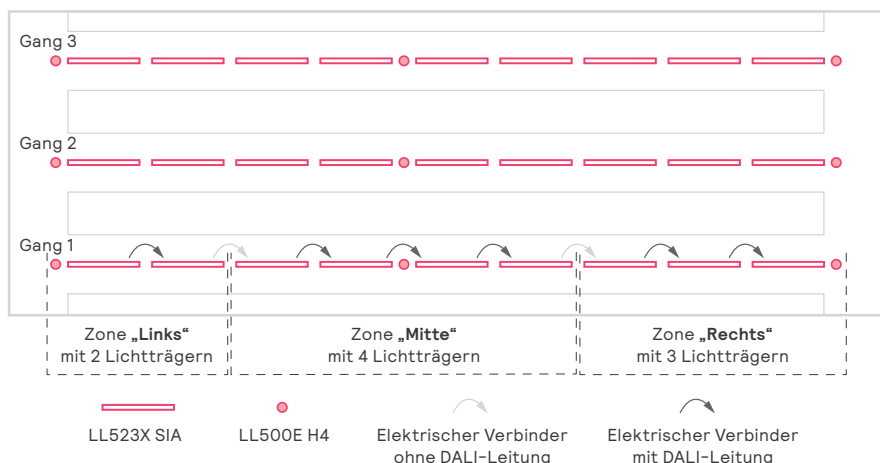 Gang 3
Gang 2
Gang 1
Zone „Links“
mit 2 Lichtträgern
Zone „Mitte“
mit 4 Lichtträgern
Zone „Rechts“
mit 3 Lichtträgern
LL523X SIA
LL500E H4
Elektrischer Verbinder
ohne DALI-Leitung
Elektrischer Verbinder
mit DALI-Leitung